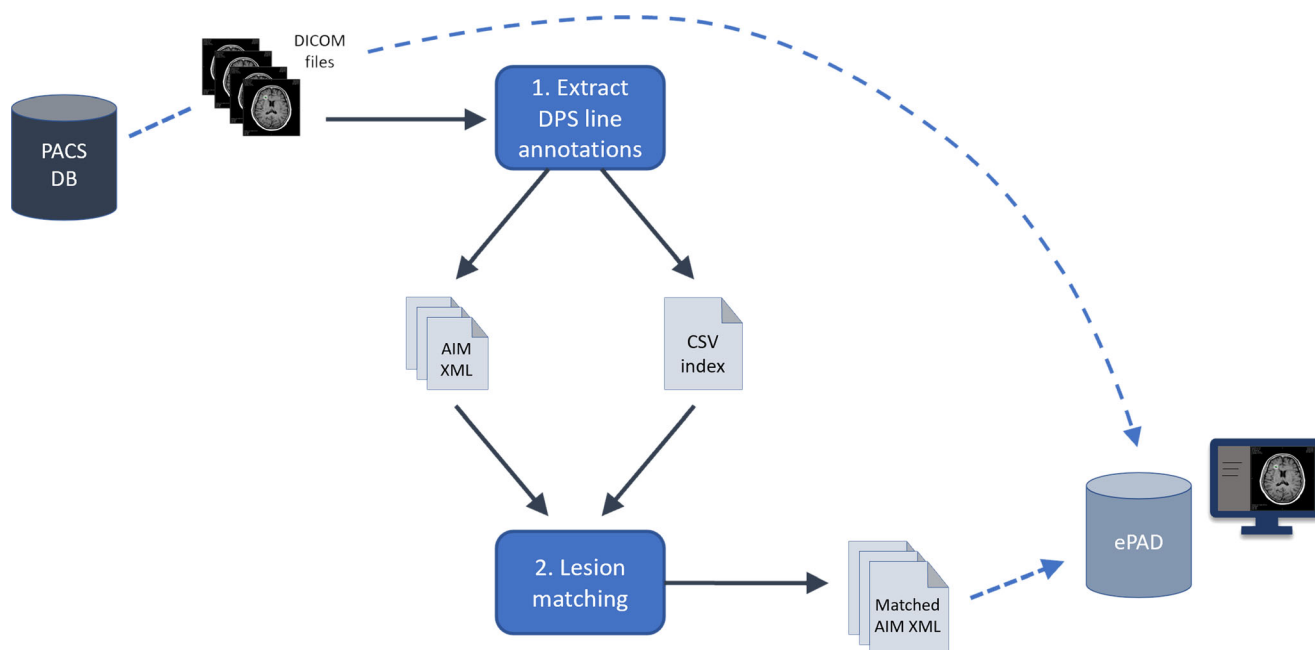 DICOM
files
PACS
DB
1. Extract
DPS line
annotations
AIM
XML
CSV
index
2. Lesion
matching
Matched
AIM XML
ePAD